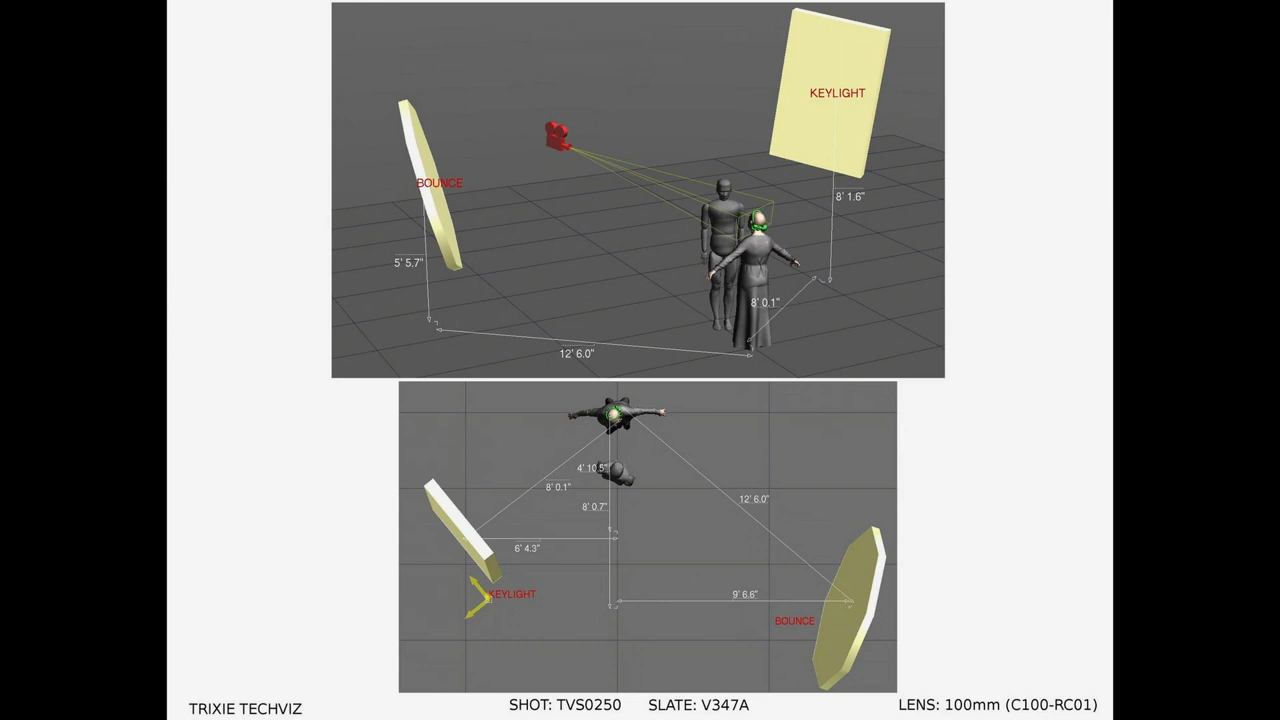 KEYLIGHT
BOUNCE
8' 1.6"
5' 5.7"
8' 0.1"
12' 6.0"
4' 10.5"
8' 0.1"
12' 6.0"
8' 0.7"
6' 4.3"
KEYLIGHT
9' 6.6"
BOUNCE
TRIXIE TECHVIZ
SHOT: TVS0250 SLATE: V347A
LENS: 100mm (C100-RC01)